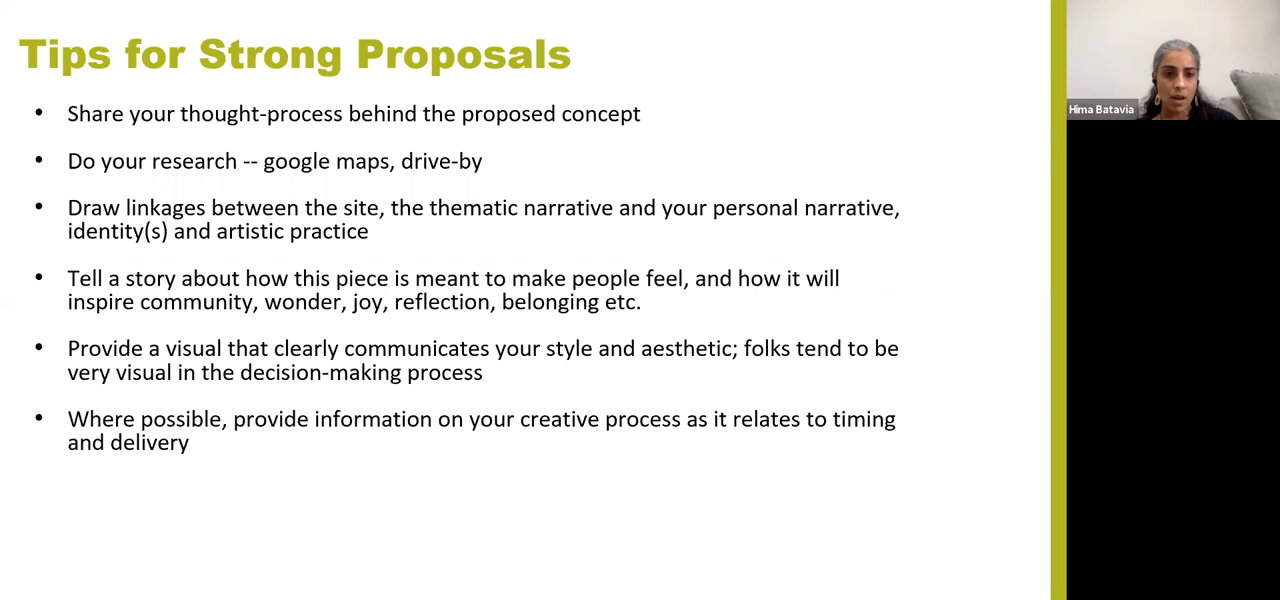 Tips for Strong Proposals
• Share your thought-process behind the proposed concept
• Do your research -- google maps, drive-by
• Draw linkages between the site, the thematic narrative and your personal narrative,
identity(s) and artistic practice
• Tell a story about how this piece is meant to make people feel, and how it will
inspire community, wonder, joy, reflection, belonging etc.
• Provide a visual that clearly communicates your style and aesthetic; folks tend to be
very visual in the decision-making process
• Where possible, provide information on your creative process as it relates to timing
and delivery
Hima Batavia